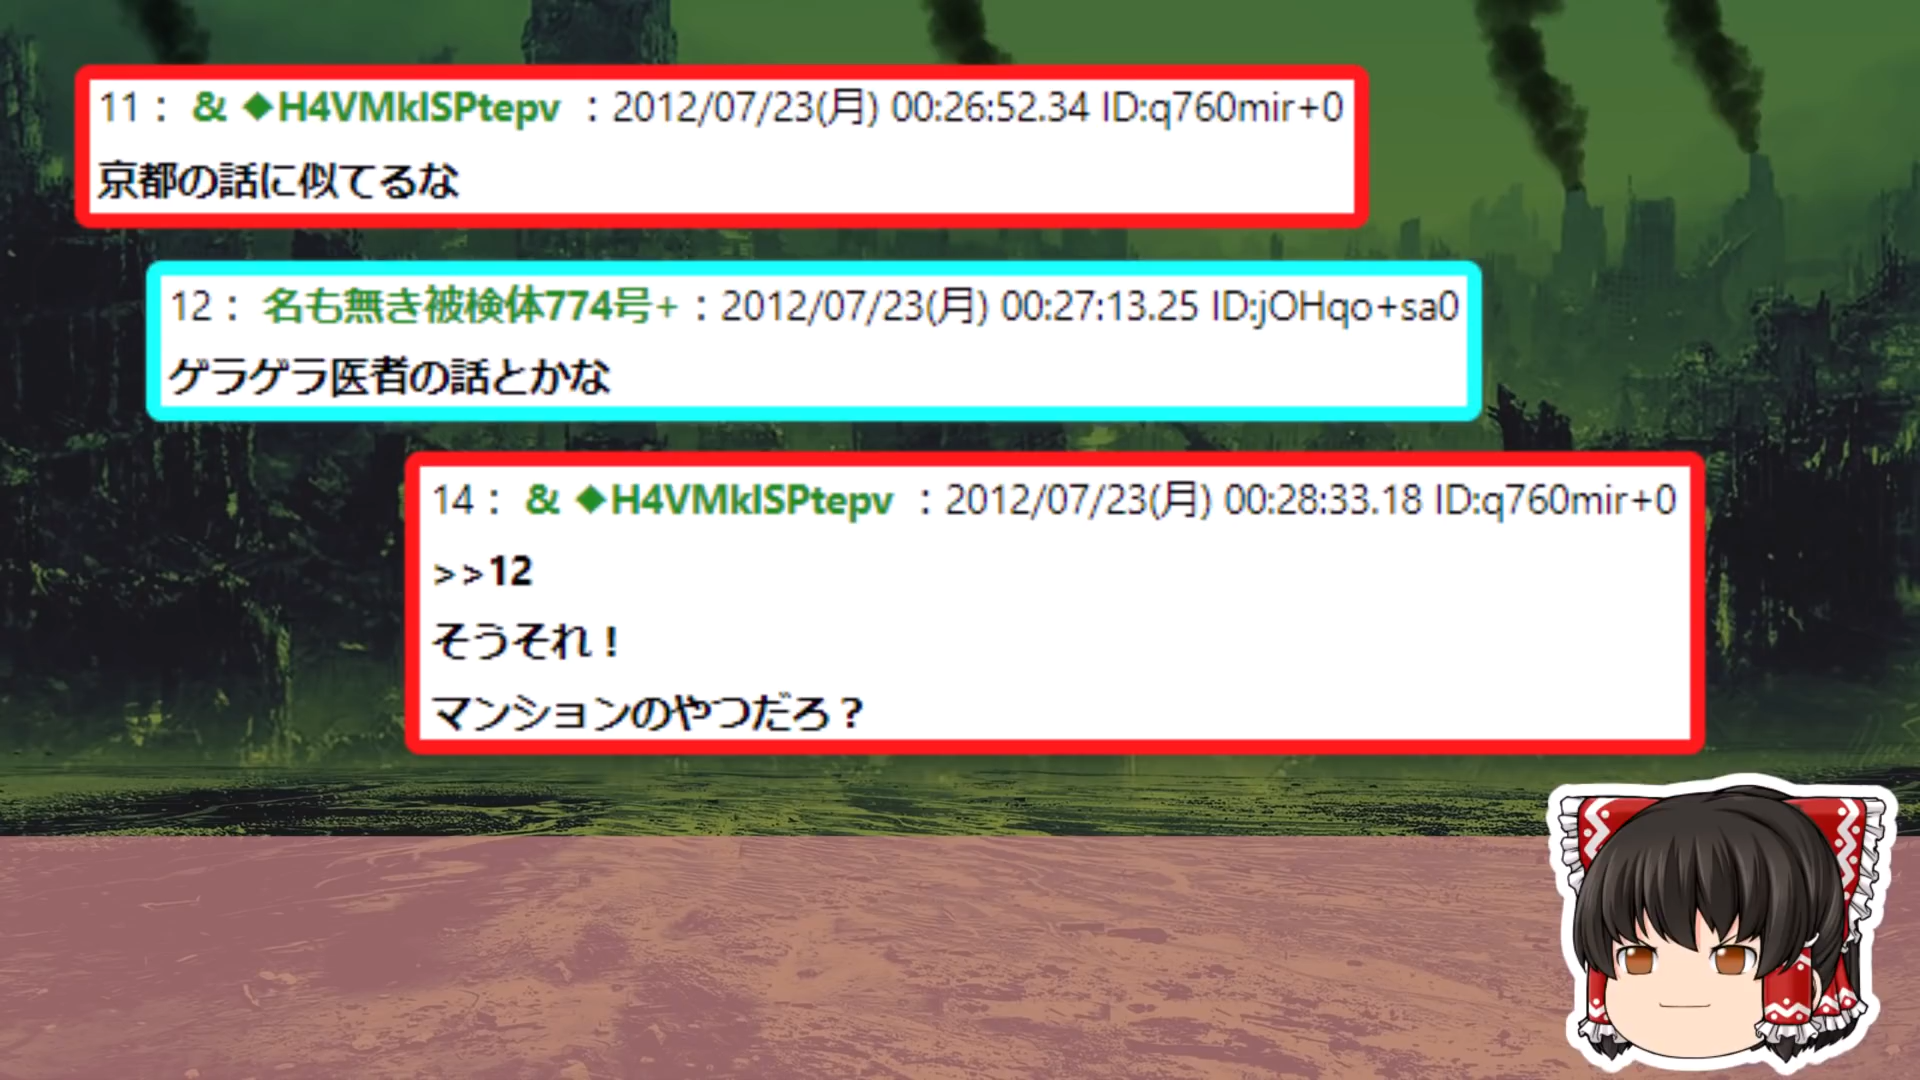 11： & ◆H4VMklSPtepv ：2012/07/23(月) 00:26:52.34 ID:q760mir+0
京都の話に似てるな
12： 名も無き被検体774号+：2012/07/23(月) 00:27:13.25 ID:jOHqo+sa0
ゲラゲラ医者の話とかな
14： & ◆H4VMklSPtepv ：2012/07/23(月) 00:28:33.18 ID:q760mir+0
>>12
そうそれ！
マンションのやつだろ？